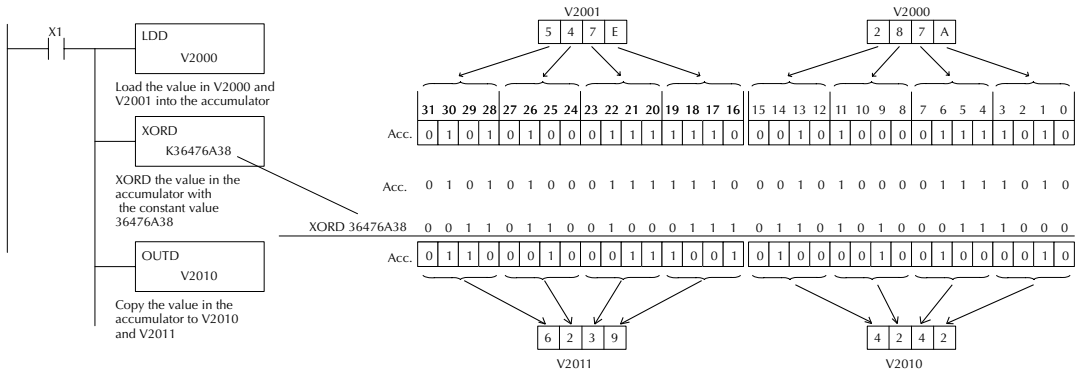 X1
LDD
V2000
Load the value in V2000 and
V2001 into the accumulator
XORD
K36476A38
XORD the value in the
accumulator with
the constant value
36476A38
OUTD
V2010
Copy the value in the
accumulator to V2010
and V2011
V2001 V2000
5 4 7 E 2 8 7 A
31 30 29 28 27 26 25 24 23 22 21 20 19 18 17 16 15 14 13 12 11 10 9 8 7 6 5 4 3 2 1 0
Acc. 0 1 0 1 0 1 0 0 0 1 1 1 1 1 1 0 0 0 1 0 1 0 0 0 0 1 1 1 1 0 1 0
Acc. 0 1 0 1 0 1 0 0 0 1 1 1 1 1 1 0 0 0 1 0 1 0 0 0 0 1 1 1 1 0 1 0
XORD 36476A38 0 0 1 1 0 1 1 0 0 1 0 0 0 1 1 1 0 1 1 0 1 0 1 0 0 0 1 1 1 0 0 0
Acc. 0 1 1 0 0 0 1 0 0 0 1 1 1 0 0 1 0 1 0 0 0 0 1 0 0 1 0 0 0 0 1 0
6 2 3 9 4 2 4 2
V2011 V2010